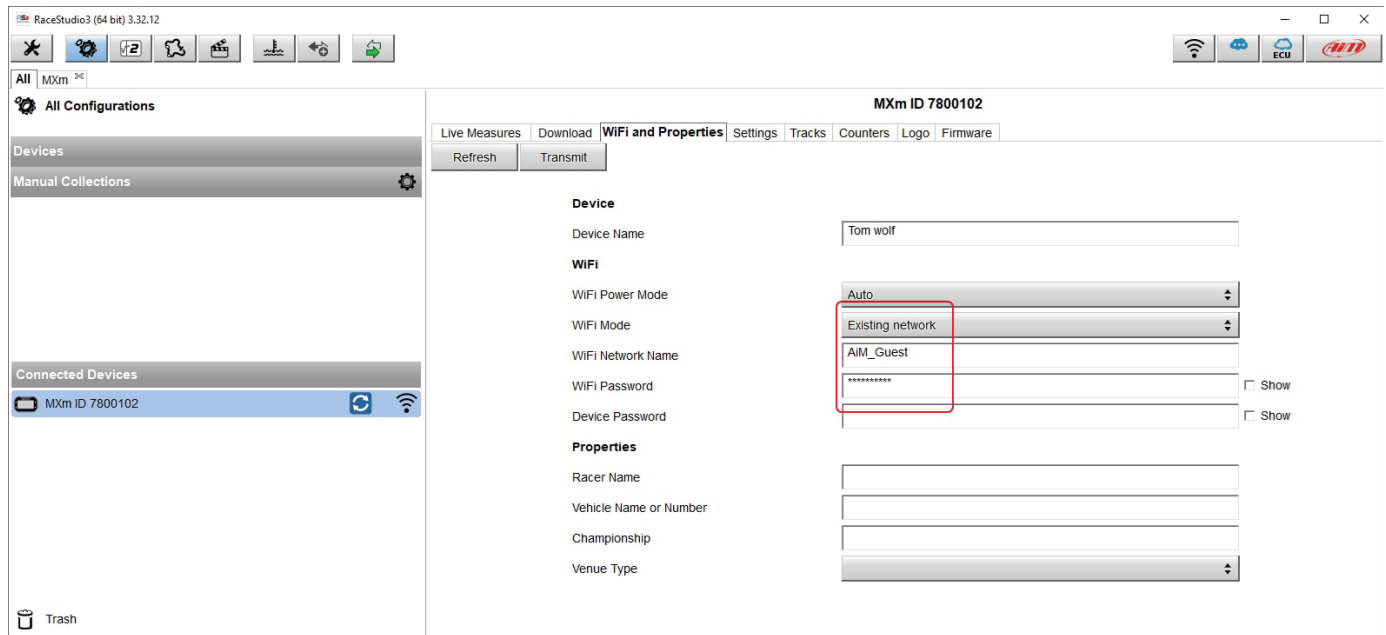 RaceStudio3 (64 bit) 3.32.12
ECU
AiM
All MXm
All Configurations
MXm ID 7800102
Live Measures Download WiFi and Properties Settings Tracks Counters Logo Firmware
Devices
Refresh Transmit
Manual Collections
Device
Device Name Tom wolf
WiFi
WiFi Power Mode Auto
WiFi Mode Existing network
WiFi Network Name AiM_Guest
Connected Devices
WiFi Password ********** Show
MXm ID 7800102
Device Password Show
Properties
Racer Name
Vehicle Name or Number
Championship
Venue Type
Trash